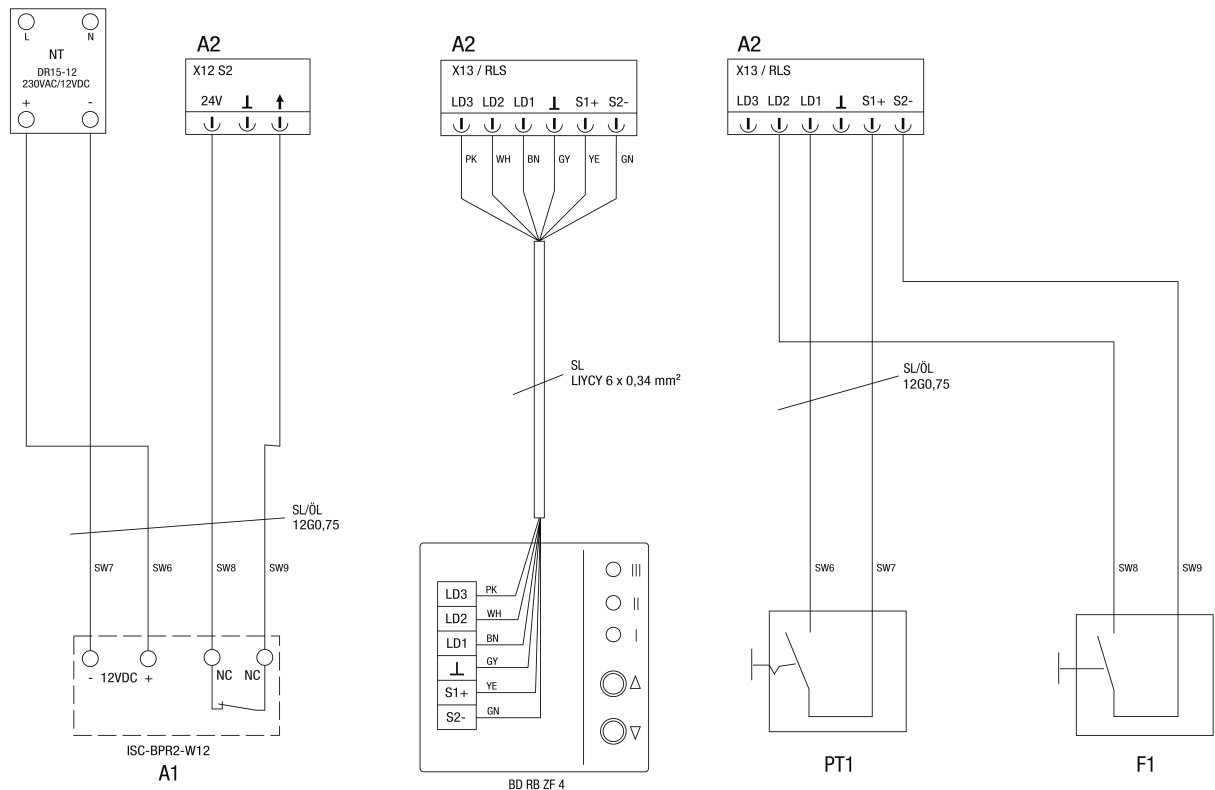 L N
NT
DR15-12
230VAC/12VDC
+ -
A2
X12 S2
24V ⊥ ↑
SL/ÖL
12G0,75
SW7 SW6 SW8 SW9
- 12VDC + NC NC
ISC-BPR2-W12
A1
A2
X13 / RLS
LD3 LD2 LD1 ⊥ S1+ S2-
PK WH BN GY YE GN
SL
LIYCY 6 x 0,34 mm²
LD3 PK
LD2 WH
LD1 BN
⊥ GY
S1+ YE
S2- GN
III
II
I
△
▽
BD RB ZF 4
A2
X13 / RLS
LD3 LD2 LD1 ⊥ S1+ S2-
SL/ÖL
12G0,75
SW6 SW7 SW8 SW9
PT1
F1